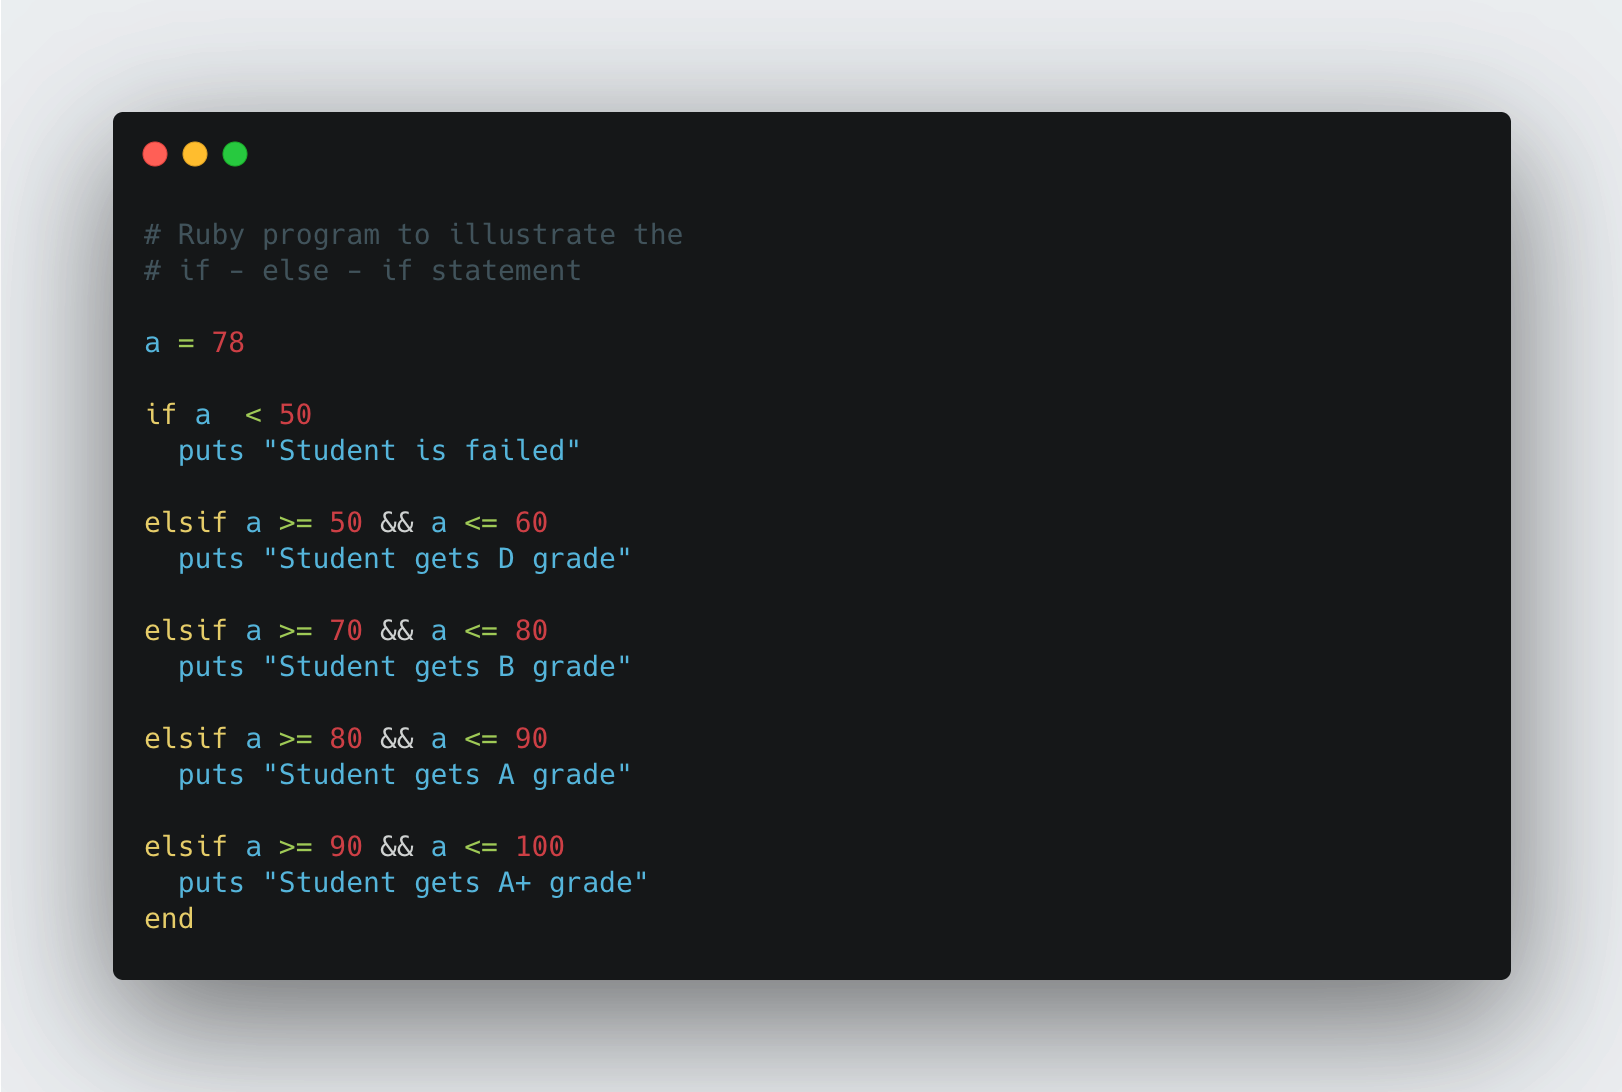 # Ruby program to illustrate the
# if - else - if statement
a = 78
if a  < 50
  puts "Student is failed"
elsif a >= 50 && a <= 60
  puts "Student gets D grade"
elsif a >= 70 && a <= 80
  puts "Student gets B grade"
elsif a >= 80 && a <= 90
  puts "Student gets A grade"
elsif a >= 90 && a <= 100
  puts "Student gets A+ grade"
end